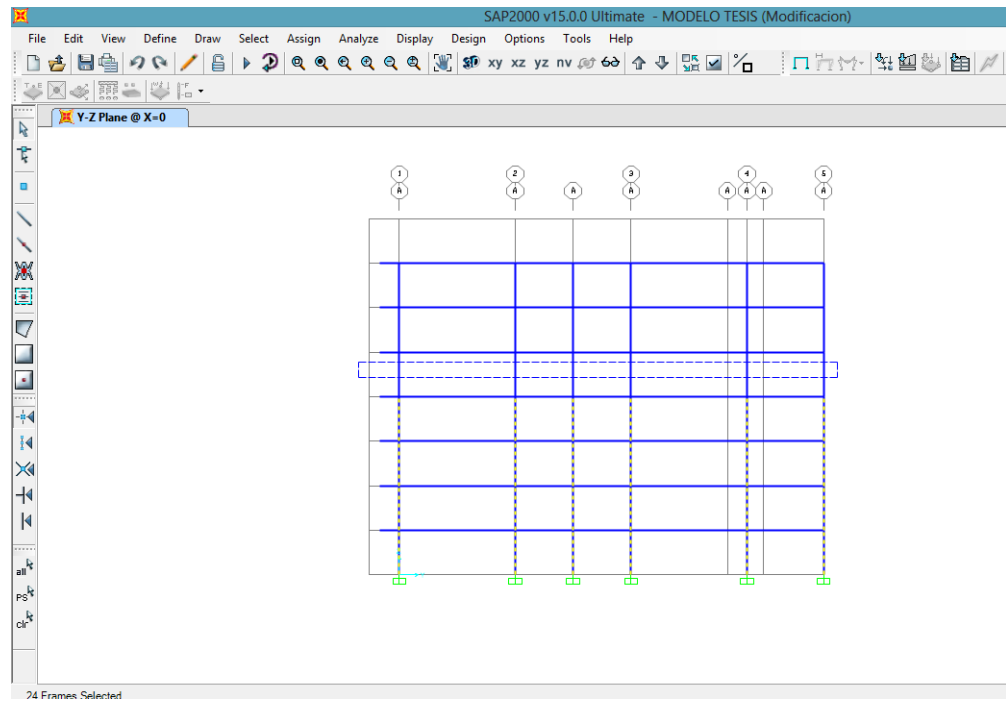 SAP2000 v15.0.0 Ultimate - MODELO TESIS (Modificacion)
File Edit View Define Draw Select Assign Analyze Display Design Options Tools Help
3D xy xz yz nv
Y-Z Plane @ X=0
1 2 3 4 5
A A A A A A A A
all
PS
clr
24 Frames Selected